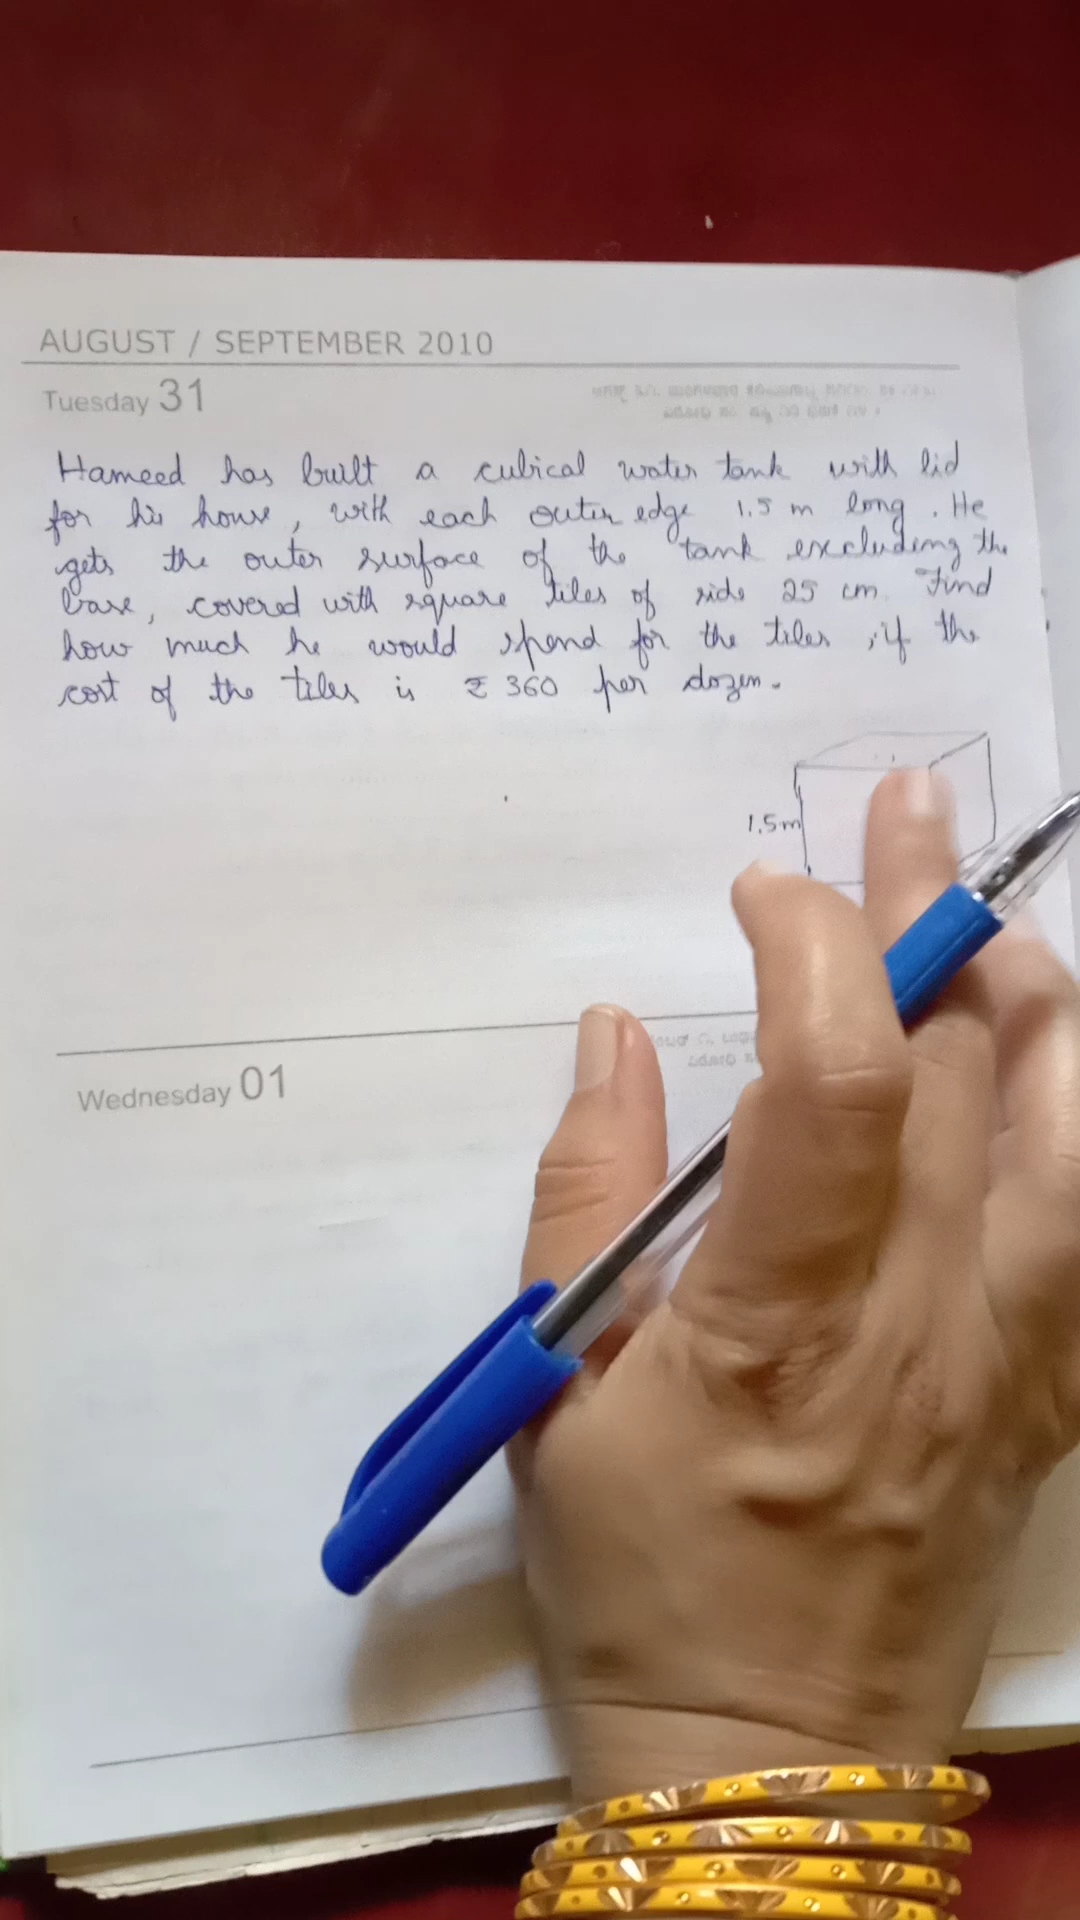 AUGUST / SEPTEMBER 2010
Tuesday 31
Hameed has built a cubical water tank with lid
for his house, with each outer edge 1.5 m long. He
gets the outer surface of the tank excluding the
base, covered with square tiles of side 25 cm. Find
how much he would spend for the tiles, if the
cost of the tiles is ₹ 360 per dozen.
1.5m
Wednesday 01